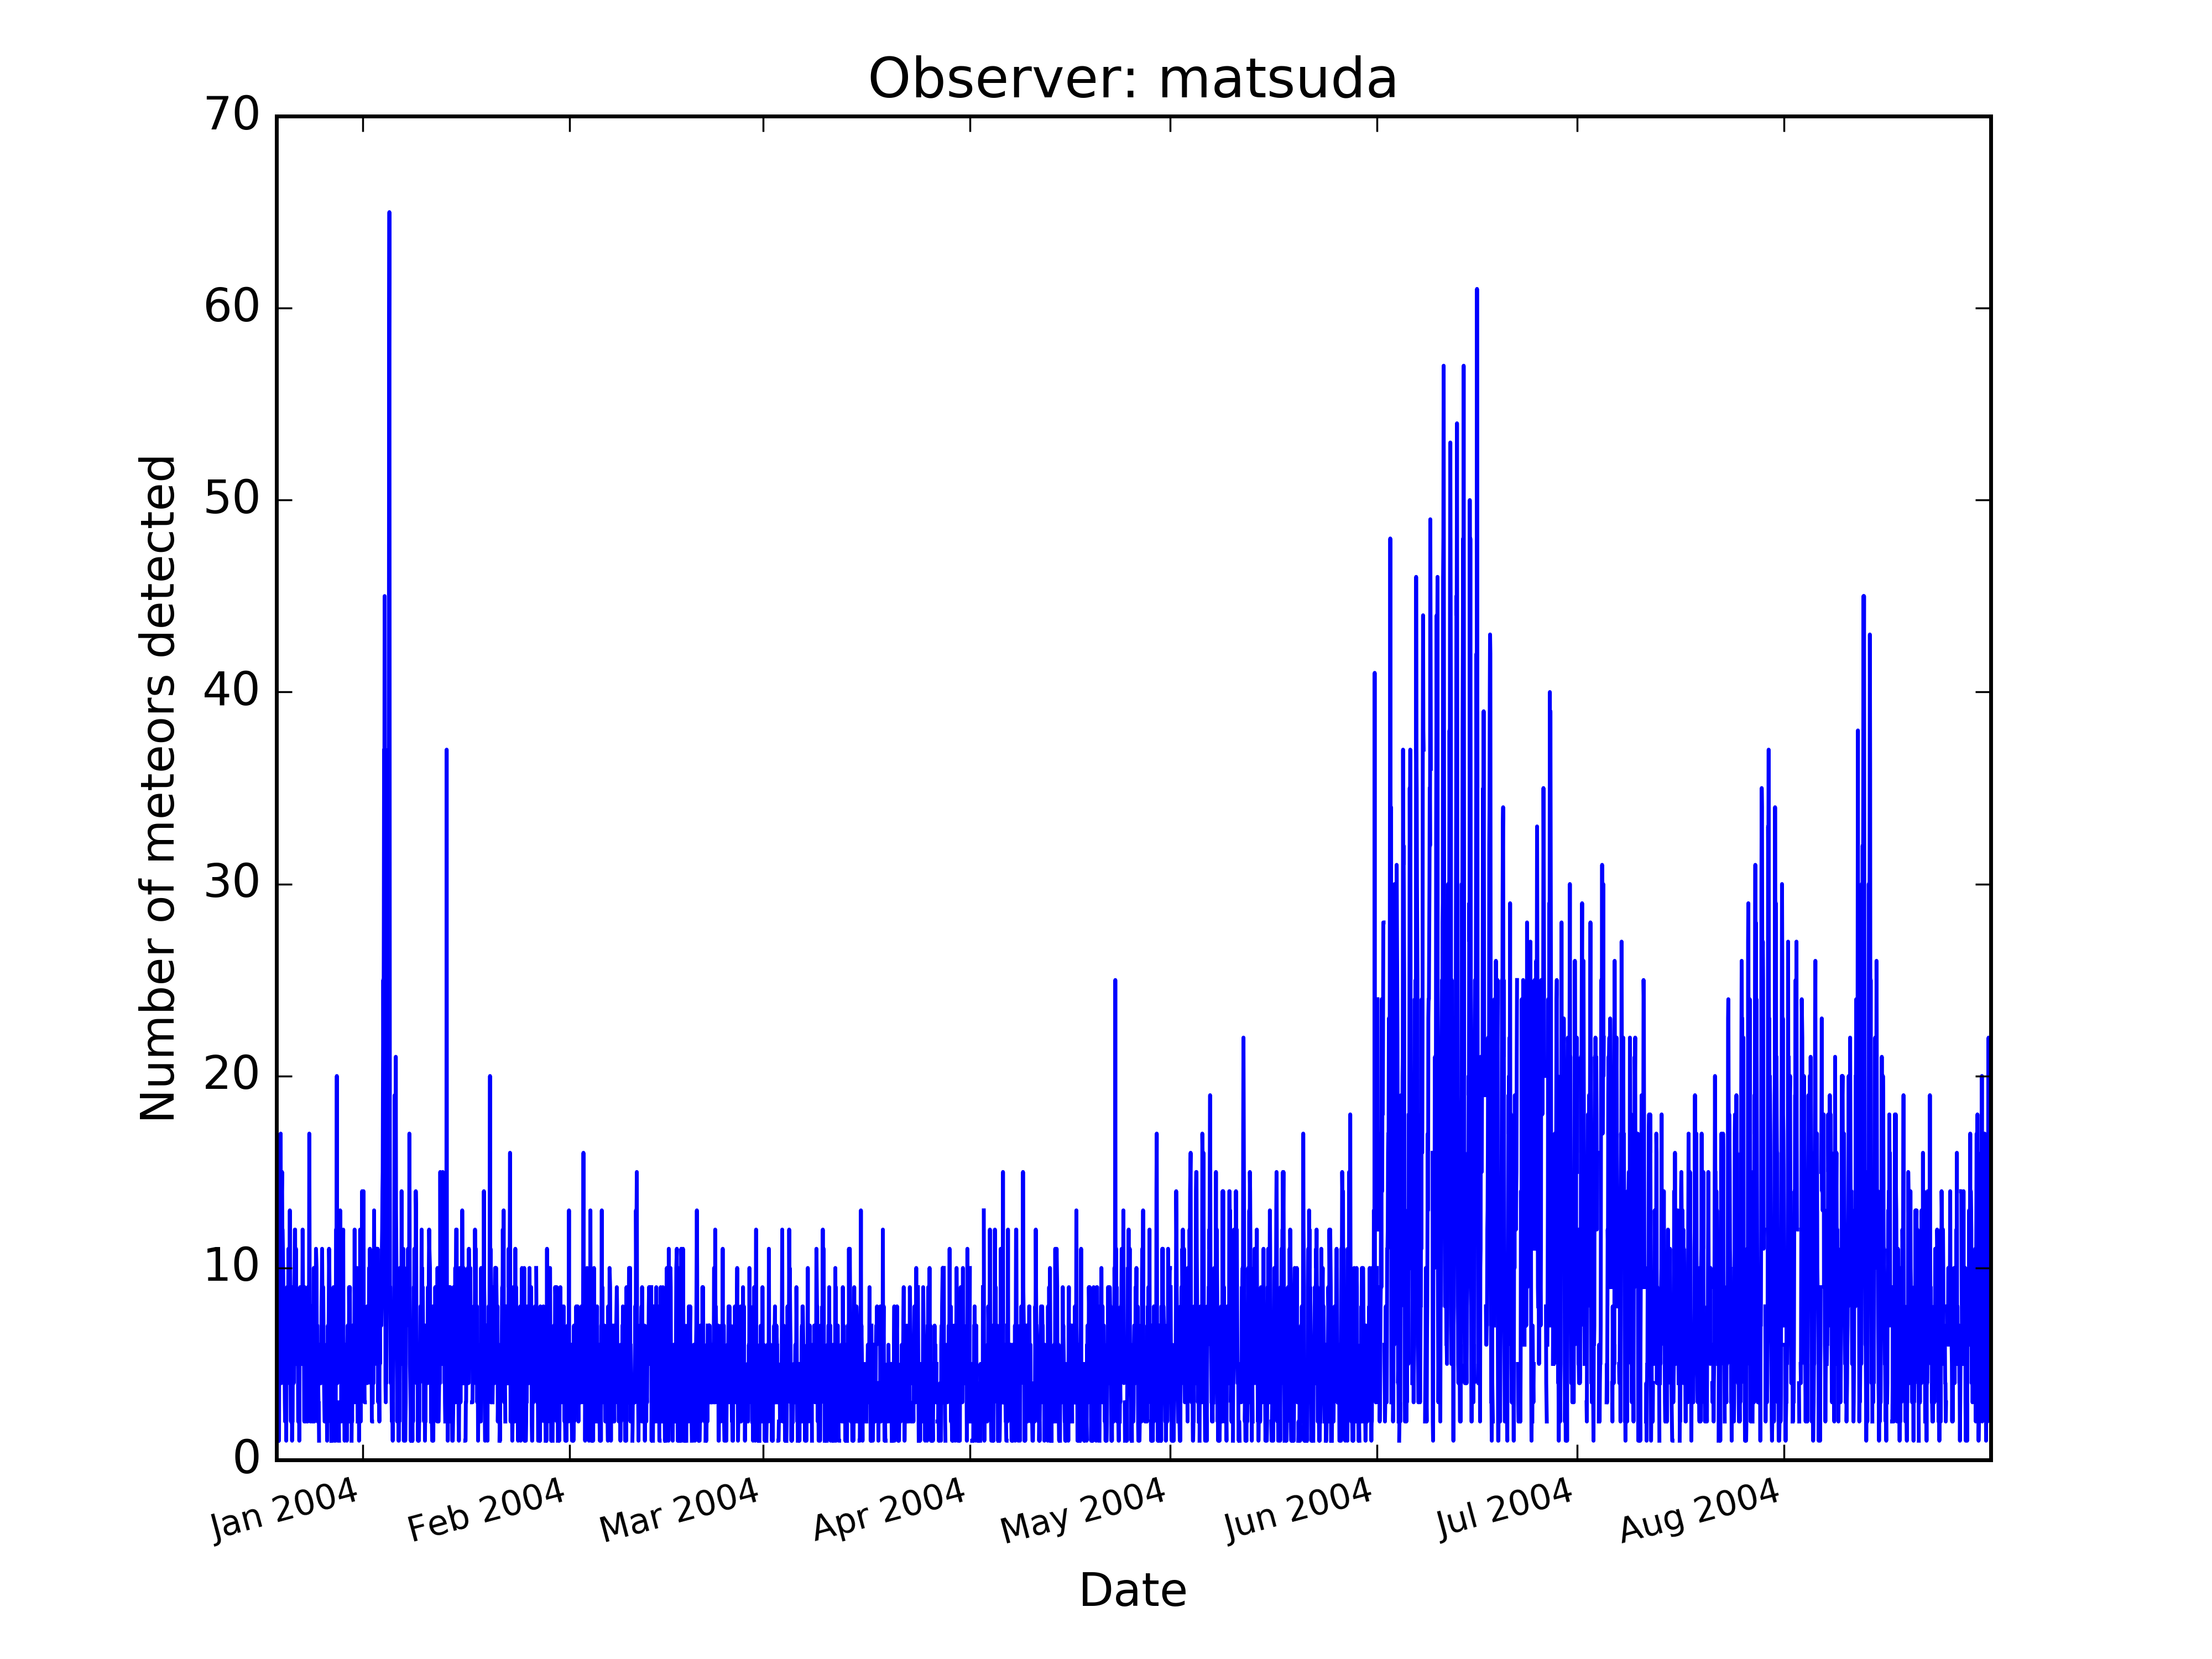 Observer: matsuda
70
60
50
40
30
20
10
0
Number of meteors detected
Jan 2004
Feb 2004
Mar 2004
Apr 2004
May 2004
Jun 2004
Jul 2004
Aug 2004
Date